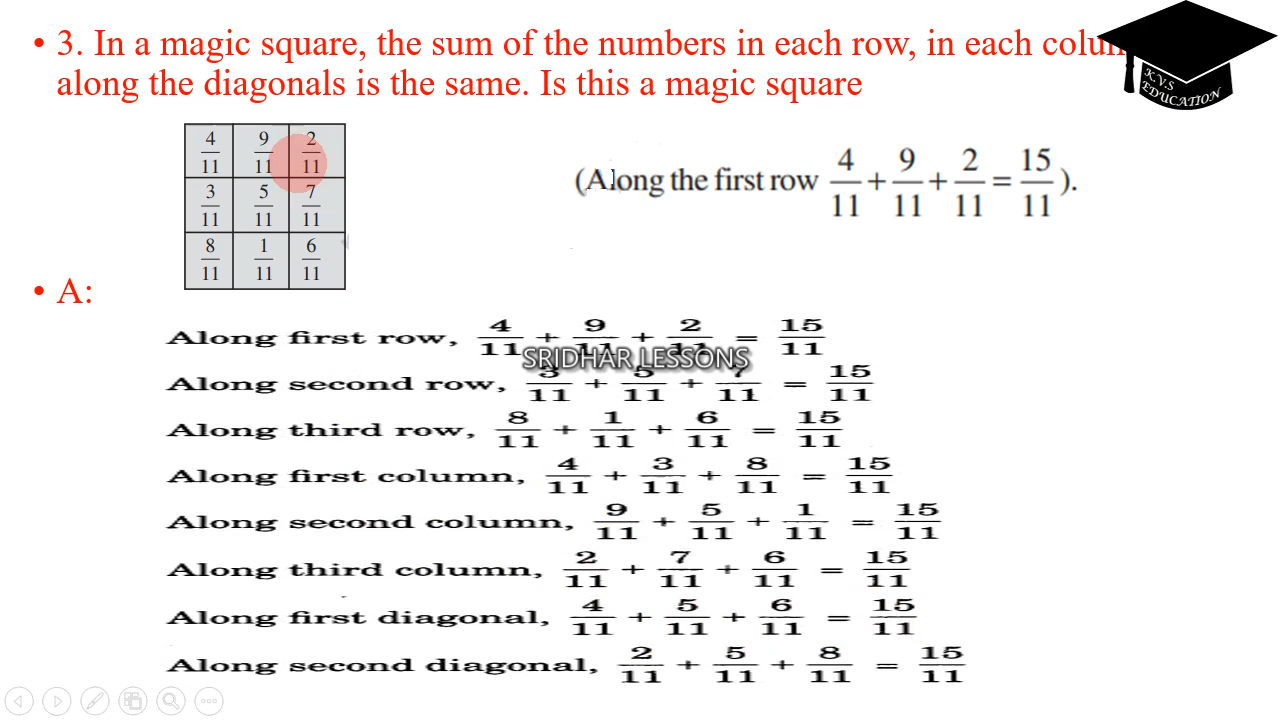 • 3. In a magic square, the sum of the numbers in each row, in each
K.V.S
EDUCATION
along the diagonals is the same. Is this a magic square
4/11 9/11 2/11
3/11 5/11 7/11
8/11 1/11 6/11
(Along the first row 4/11 + 9/11 + 2/11 = 15/11 ).
• A:
Along first row, 4/11 + 9/11 + 2/11 = 15/11
SRIDHAR LESSONS
Along second row, 3/11 + 5/11 + 7/11 = 15/11
Along third row, 8/11 + 1/11 + 6/11 = 15/11
Along first column, 4/11 + 3/11 + 8/11 = 15/11
Along second column, 9/11 + 5/11 + 1/11 = 15/11
Along third column, 2/11 + 7/11 + 6/11 = 15/11
Along first diagonal, 4/11 + 5/11 + 6/11 = 15/11
Along second diagonal, 2/11 + 5/11 + 8/11 = 15/11